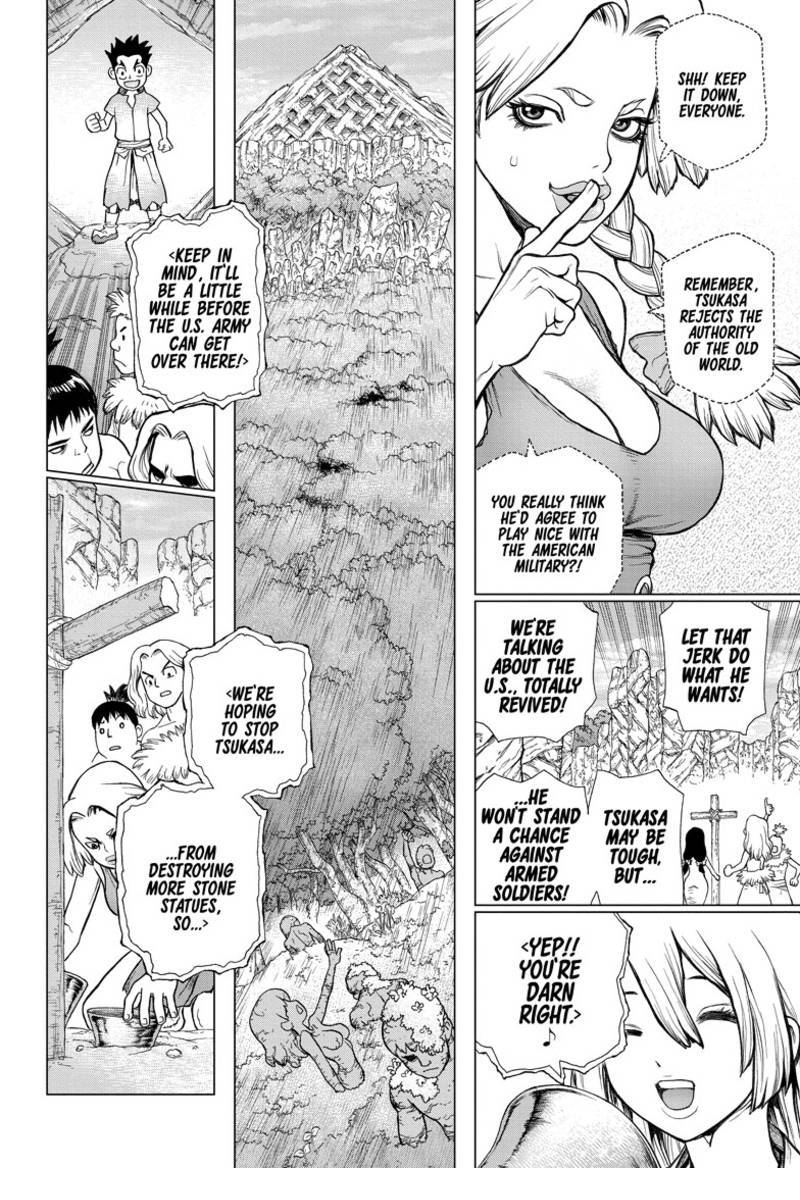 SHH! KEEP
IT DOWN,
EVERYONE.
REMEMBER,
TSUKASA
REJECTS THE
AUTHORITY
OF THE OLD
WORLD.
YOU REALLY THINK
HE'D AGREE TO
PLAY NICE WITH
THE AMERICAN
MILITARY?!
LET THAT
JERK DO
WHAT HE
WANTS!
WE'RE
TALKING
ABOUT THE
U.S., TOTALLY
REVIVED!
TSUKASA
MAY BE
TOUGH,
BUT...
...HE
WON'T STAND
A CHANCE
AGAINST
ARMED
SOLDIERS!
<YEP!!
YOU'RE
DARN
RIGHT.>
♪
<KEEP IN
MIND, IT'LL
BE A LITTLE
WHILE BEFORE
THE U.S. ARMY
CAN GET
OVER THERE!>
<WE'RE
HOPING
TO STOP
TSUKASA...
...FROM
DESTROYING
MORE STONE
STATUES,
SO...>